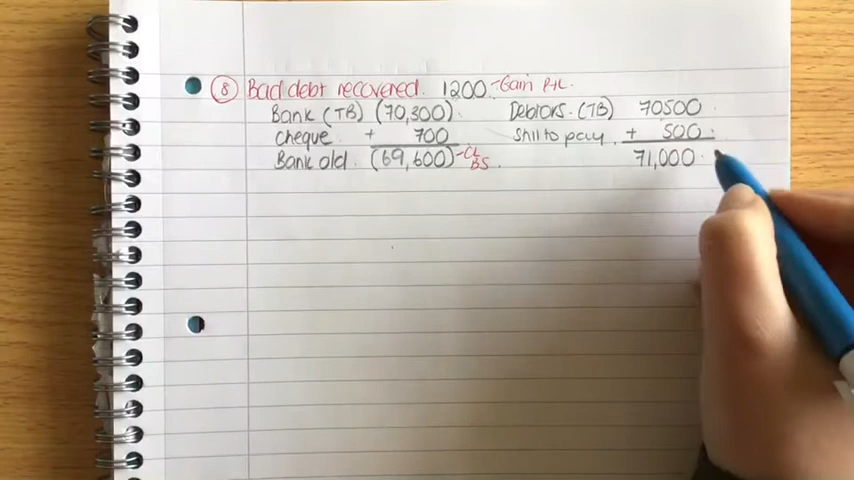 ⑧ Bad debt recovered. 1200 - Gain P+L.
Bank (TB) (70,300) Debtors. (TB) 70500
cheque + 700 still to pay. + 500
Bank o/d. (69,600) - CL BS. 71,000